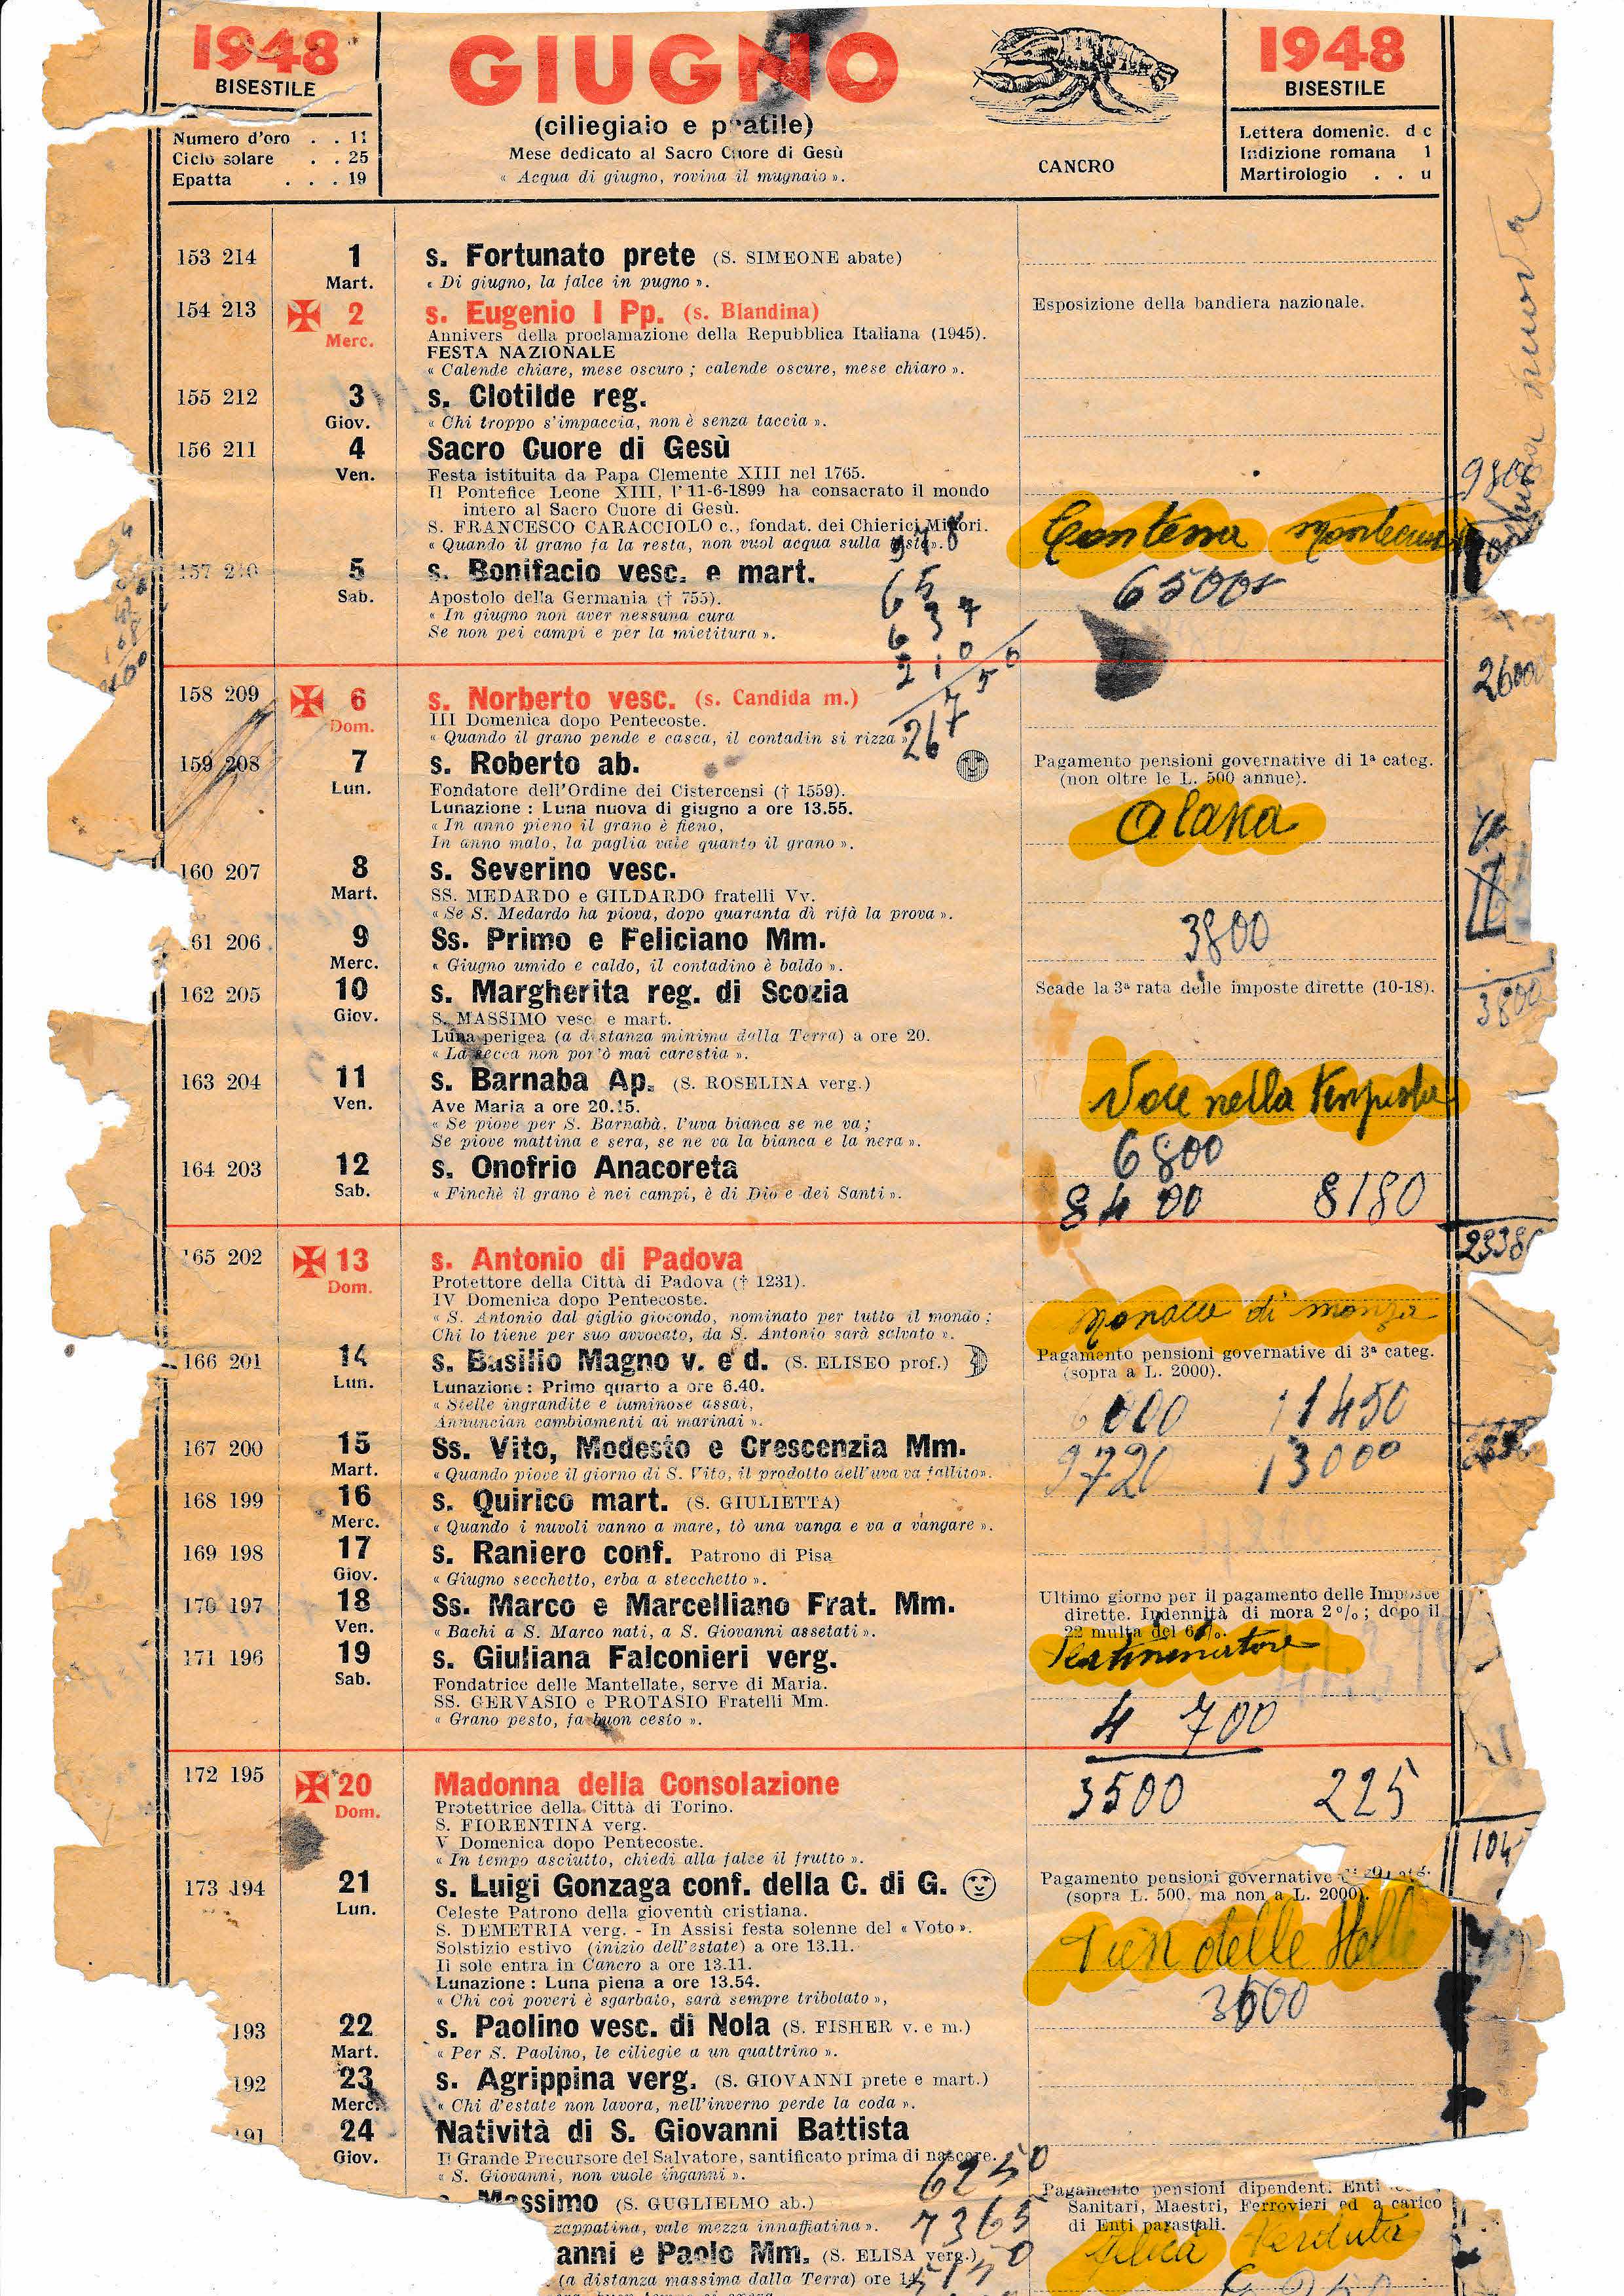 1948
BISESTILE
Numero d'oro . . 11
Ciclo solare . . 25
Epatta . . . 19
GIUGNO
(ciliegiaio e pratile)
Mese dedicato al Sacro Cuore di Gesù
« Acqua di giugno, rovina il mugnaio ».
CANCRO
1948
BISESTILE
Lettera domenic. d c
Indizione romana 1
Martirologio . . u
nuova
153 214 1 s. Fortunato prete (S. SIMEONE abate)
Mart. « Di giugno, la falce in pugno ».
154 213 2 s. Eugenio I Pp. (s. Blandina) Esposizione della bandiera nazionale.
Merc. Annivers della proclamazione della Repubblica Italiana (1945).
FESTA NAZIONALE
« Calende chiare, mese oscuro ; calende oscure, mese chiaro ».
155 212 3 s. Clotilde reg.
Giov. « Chi troppo s'impaccia, non è senza taccia ».
156 211 4 Sacro Cuore di Gesù
Ven. Festa istituita da Papa Clemente XIII nel 1765.
Il Pontefice Leone XIII, l'11-6-1899 ha consacrato il mondo
intero al Sacro Cuore di Gesù.
S. FRANCESCO CARACCIOLO c., fondat. dei Chierici Minori.
« Quando il grano fa la resta, non vuol acqua sulla
157 210 5 s. Bonifacio vesc. e mart.
Sab. Apostolo della Germania († 755).
6500
« In giugno non aver nessuna cura
Se non pei campi e per la mietitura ».
26000
158 209 6 s. Norberto vesc. (s. Candida m.)
Dom. III Domenica dopo Pentecoste.
« Quando il grano pende e casca, il contadin si rizza »
267
159 208 7 s. Roberto ab. Pagamento pensioni governative di 1ª categ.
(non oltre le L. 500 annue).
Lun. Fondatore dell'Ordine dei Cistercensi († 1559).
Lunazione : Luna nuova di giugno a ore 13.55.
« In anno pieno il grano è fieno,
In anno malo, la paglia vale quanto il grano ».
160 207 8 s. Severino vesc.
Mart. SS. MEDARDO e GILDARDO fratelli Vv.
« Se S. Medardo ha piova, dopo quaranta dì rifà la prova ».
3800
61 206 9 Ss. Primo e Feliciano Mm.
Merc. « Giugno umido e caldo, il contadino è baldo ».
162 205 10 s. Margherita reg. di Scozia Scade la 3ª rata delle imposte dirette (10-18).
3800
Giov. S. MASSIMO vesc. e mart.
Luna perigea (a distanza minima dalla Terra) a ore 20.
« La secca non portò mai carestia ».
163 204 11 s. Barnaba Ap. (S. ROSELINA verg.)
Voce nella tempesta
Ven. Ave Maria a ore 20.15.
« Se piove per S. Barnabà, l'uva bianca se ne va ;
Se piove mattina e sera, se ne va la bianca e la nera ».
6800
164 203 12 s. Onofrio Anacoreta
Sab. « Finchè il grano è nei campi, è di Dio e dei Santi ».
8400 8180
165 202 13 s. Antonio di Padova
Dom. Protettore della Città di Padova († 1231).
IV Domenica dopo Pentecoste.
« S. Antonio dal giglio giocondo, nominato per tutto il mondo :
Chi lo tiene per suo avvocato, da S. Antonio sarà salvato ».
Monaca di monza
166 201 14 s. Basilio Magno v. e d. (S. ELISEO prof.) Pagamento pensioni governative di 3ª categ.
(sopra a L. 2000).
Lun. Lunazione : Primo quarto a ore 6.40.
« Stelle ingrandite e luminose assai,
Annuncian cambiamenti ai marinai ».
6000 11450
167 200 15 Ss. Vito, Modesto e Crescenzia Mm.
Mart. « Quando piove il giorno di S. Vito, il prodotto dell'uva va fallito».
9720 13000
168 199 16 s. Quirico mart. (S. GIULIETTA)
Merc. « Quando i nuvoli vanno a mare, tò una vanga e va a vangare ».
169 198 17 s. Raniero conf. Patrono di Pisa
Giov. « Giugno secchetto, erba a stecchetto ».
170 197 18 Ss. Marco e Marcelliano Frat. Mm. Ultimo giorno per il pagamento delle Imposte
dirette. Indennità di mora 2%; dopo il
22 multa del 6%.
Ven. « Bachi a S. Marco nati, a S. Giovanni assetati ».
171 196 19 s. Giuliana Falconieri verg.
Sab. Fondatrice delle Mantellate, serve di Maria.
SS. GERVASIO e PROTASIO Fratelli Mm.
« Grano pesto, fa buon cesto ».
4 700
172 195 20 Madonna della Consolazione
3500 225
Dom. Protettrice della Città di Torino.
S. FIORENTINA verg.
V Domenica dopo Pentecoste.
« In tempo asciutto, chiedi alla falce il frutto ».
173 194 21 s. Luigi Gonzaga conf. della C. di G. Pagamento pensioni governative
(sopra L. 500, ma non a L. 2000).
Lun. Celeste Patrono della gioventù cristiana.
S. DEMETRIA verg. - In Assisi festa solenne del « Voto ».
Solstizio estivo (inizio dell'estate) a ore 13.11.
Il sole entra in Cancro a ore 13.11.
Lunazione : Luna piena a ore 13.54.
« Chi coi poveri è sgarbato, sarà sempre tribolato »,
delle Stelle
3600
193 22 s. Paolino vesc. di Nola (S. FISHER v. e m.)
Mart. « Per S. Paolino, le ciliegie a un quattrino ».
192 23 s. Agrippina verg. (S. GIOVANNI prete e mart.)
Merc. « Chi d'estate non lavora, nell'inverno perde la coda ».
191 24 Natività di S. Giovanni Battista
Giov. Il Grande Precursore del Salvatore, santificato prima di nascere.
« S. Giovanni, non vuole inganni ».
6250
Massimo (S. GUGLIELMO ab.) Pagamento pensioni dipendent. Enti
Sanitari, Maestri, Ferrovieri ed a carico
di Enti parastali.
zappatina, vale mezza innaffiatina ».
7365
Perduta
anni e Paolo Mm. (S. ELISA verg.)
(a distanza massima dalla Terra) ore